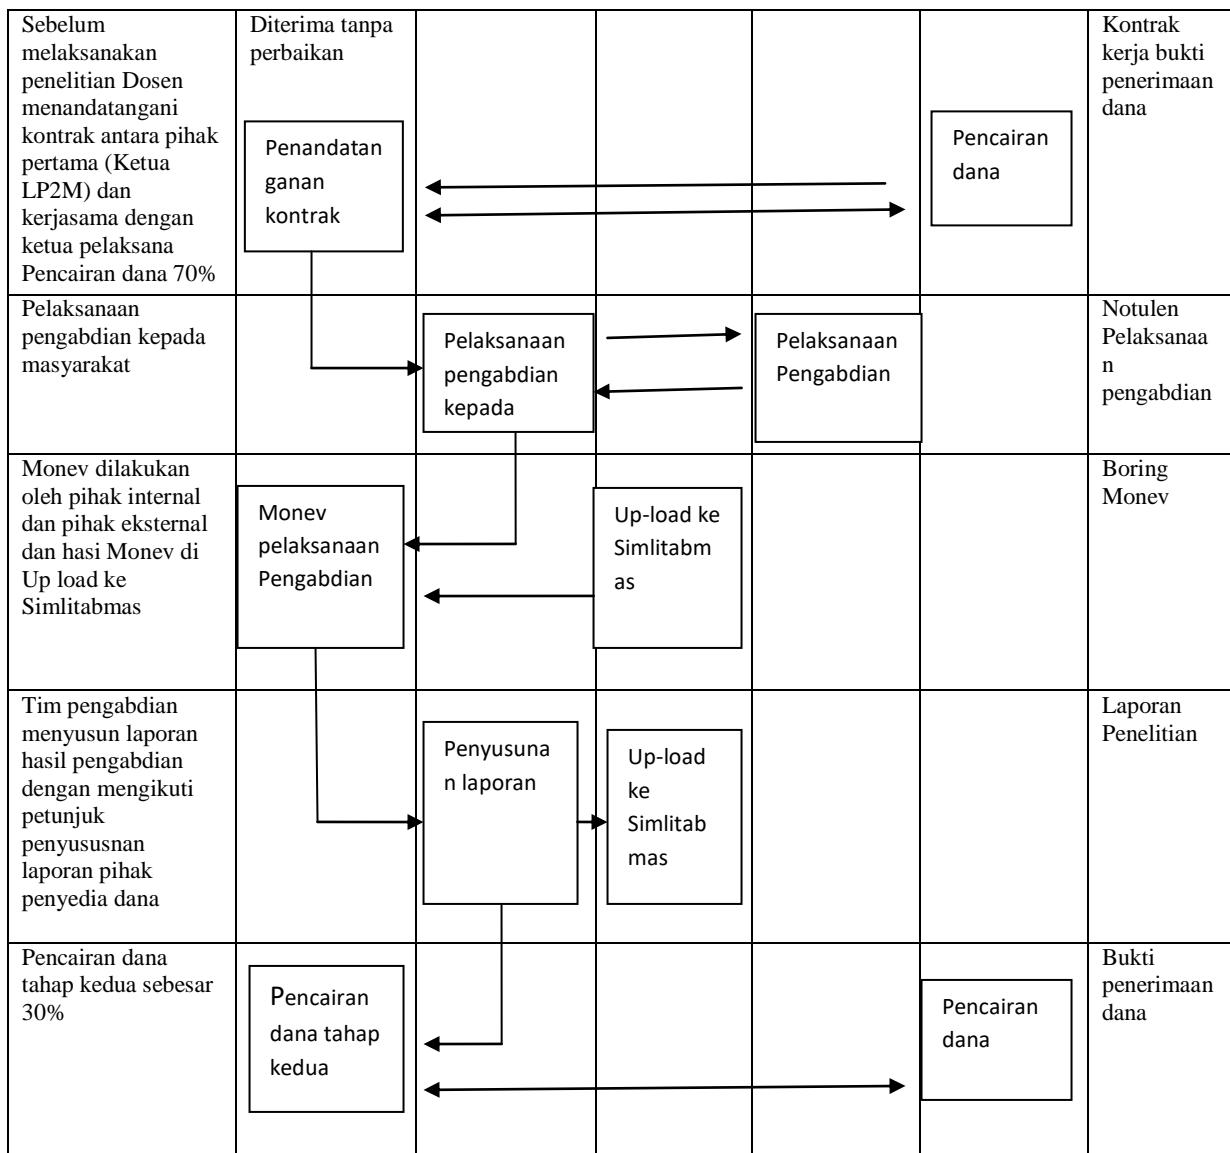 Sebelum
melaksanakan
penelitian Dosen
menandatangani
kontrak antara pihak
pertama (Ketua
LP2M) dan
kerjasama dengan
ketua pelaksana
Pencairan dana 70%
Diterima tanpa
perbaikan
Penandatan
ganan
kontrak
Pencairan
dana
Kontrak
kerja bukti
penerimaan
dana
Pelaksanaan
pengabdian kepada
masyarakat
Pelaksanaan
pengabdian
kepada
Pelaksanaan
Pengabdian
Notulen
Pelaksanaa
n
pengabdian
Monev dilakukan
oleh pihak internal
dan pihak eksternal
dan hasi Monev di
Up load ke
Simlitabmas
Monev
pelaksanaan
Pengabdian
Up-load ke
Simlitabm
as
Boring
Monev
Tim pengabdian
menyusun laporan
hasil pengabdian
dengan mengikuti
petunjuk
penyususnan
laporan pihak
penyedia dana
Penyusuna
n laporan
Up-load
ke
Simlitab
mas
Laporan
Penelitian
Pencairan dana
tahap kedua sebesar
30%
Pencairan
dana tahap
kedua
Pencairan
dana
Bukti
penerimaan
dana